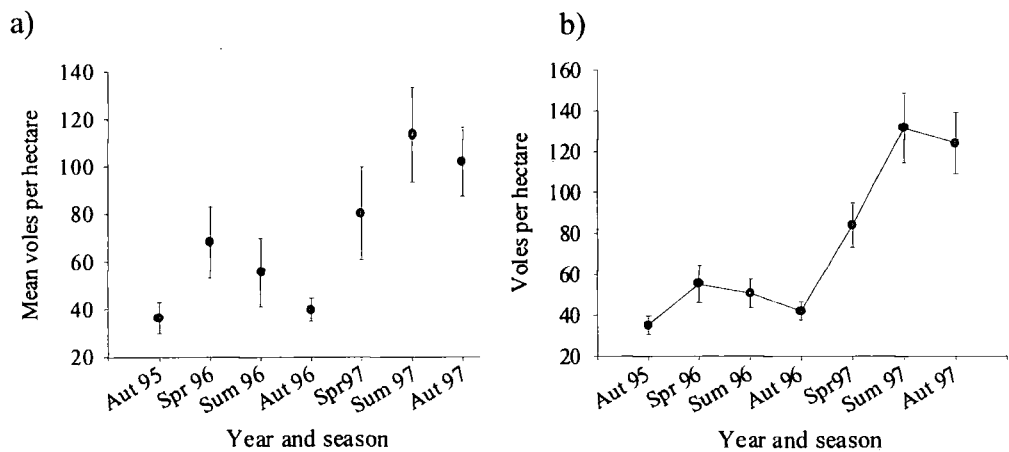 a)
Mean voles per hectare
140
120
100
80
60
40
20
Aut 95
Spr 96
Sum 96
Aut 96
Spr97
Sum 97
Aut 97
Year and season
b)
Voles per hectare
160
140
120
100
80
60
40
20
Aut 95
Spr 96
Sum 96
Aut 96
Spr97
Sum 97
Aut 97
Year and season